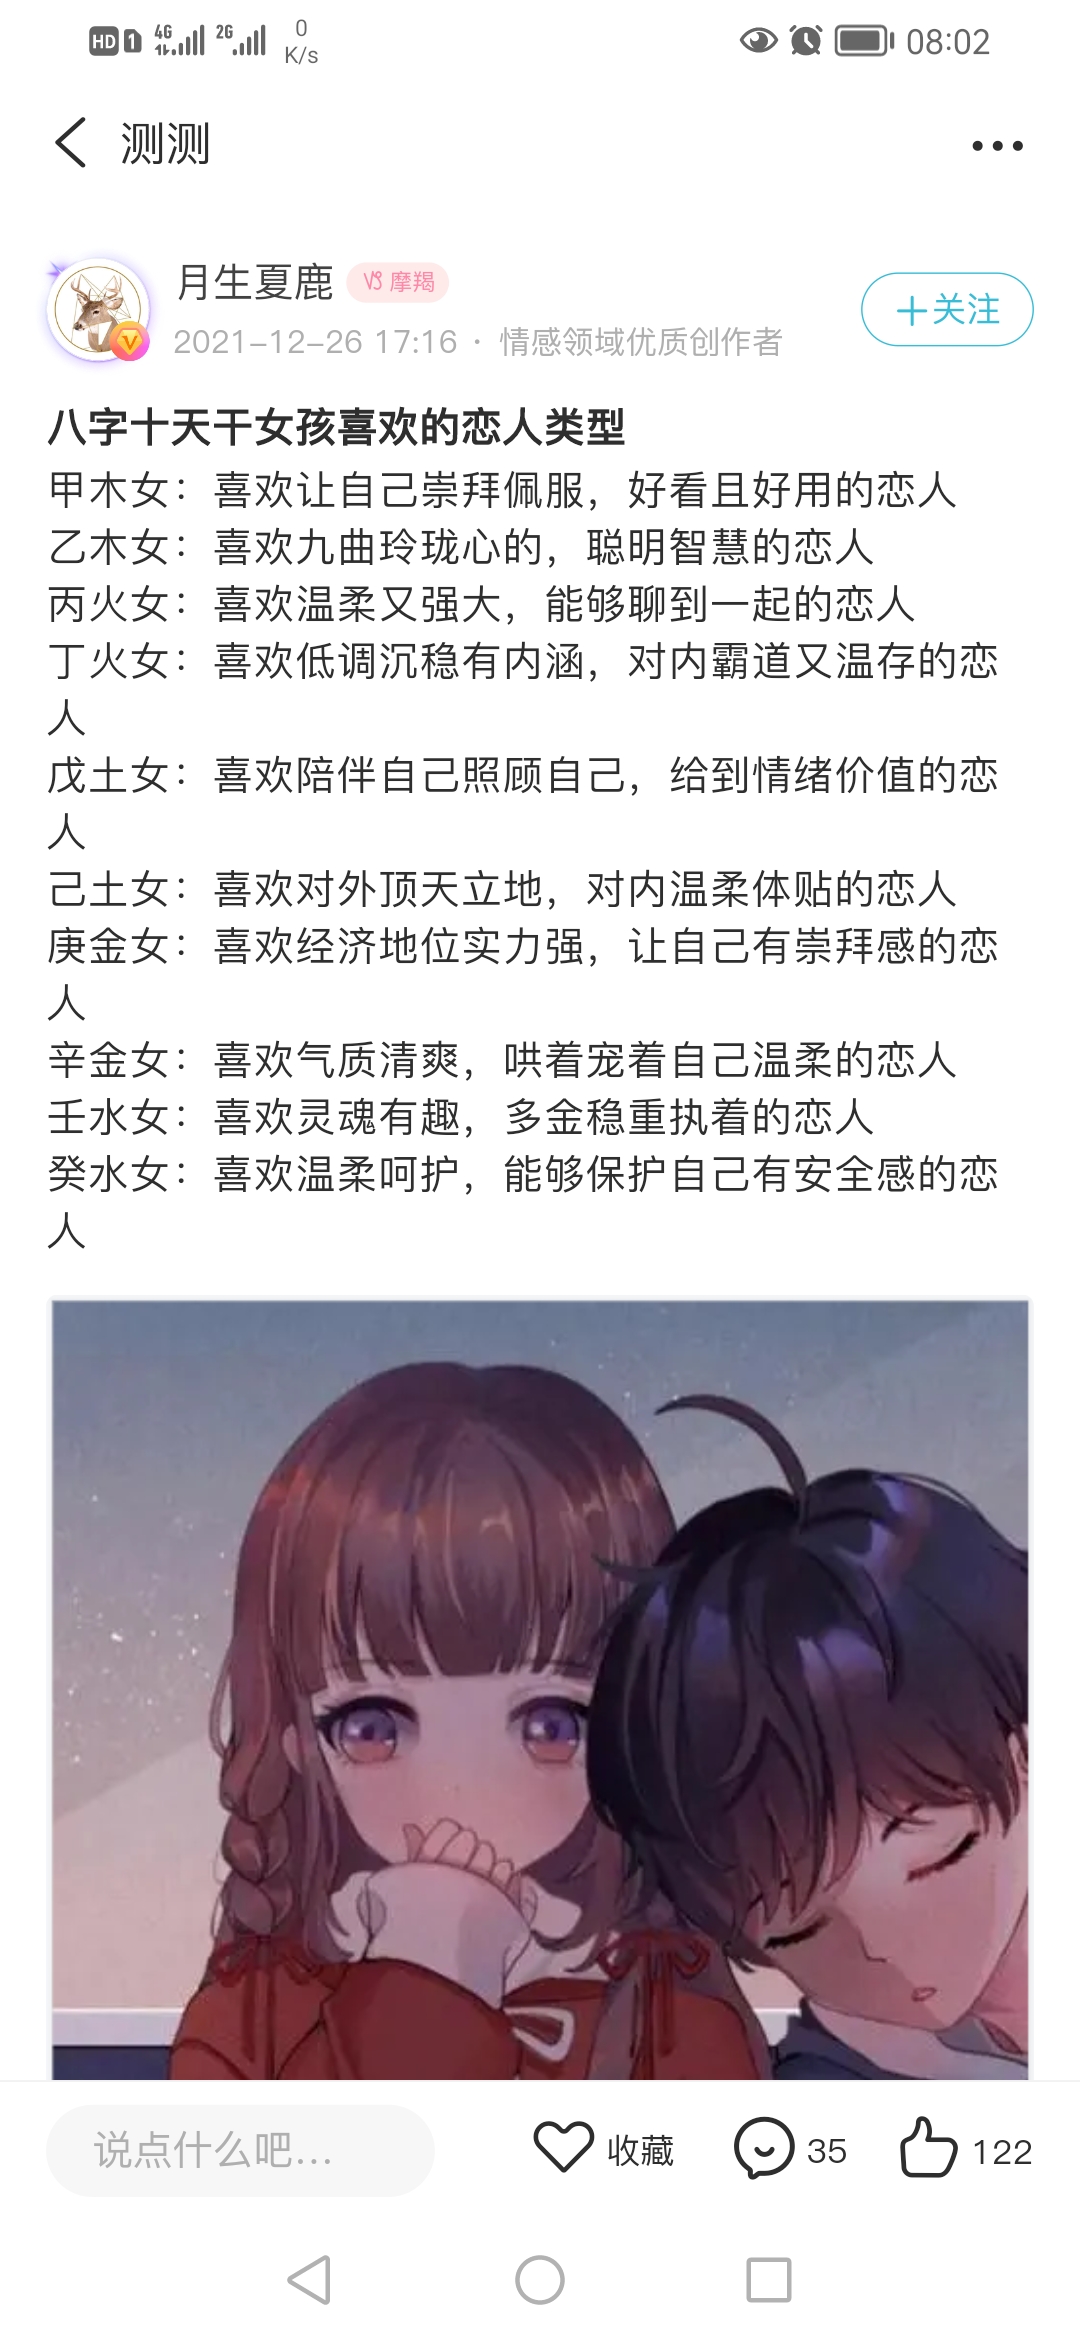 HD 1 4G 2G 0 K/s 08:02
测测
月生夏鹿 摩羯
+关注
2021-12-26 17:16 · 情感领域优质创作者
八字十天干女孩喜欢的恋人类型
甲木女：喜欢让自己崇拜佩服，好看且好用的恋人
乙木女：喜欢九曲玲珑心的，聪明智慧的恋人
丙火女：喜欢温柔又强大，能够聊到一起的恋人
丁火女：喜欢低调沉稳有内涵，对内霸道又温存的恋
人
戊土女：喜欢陪伴自己照顾自己，给到情绪价值的恋
人
己土女：喜欢对外顶天立地，对内温柔体贴的恋人
庚金女：喜欢经济地位实力强，让自己有崇拜感的恋
人
辛金女：喜欢气质清爽，哄着宠着自己温柔的恋人
壬水女：喜欢灵魂有趣，多金稳重执着的恋人
癸水女：喜欢温柔呵护，能够保护自己有安全感的恋
人
说点什么吧... 收藏 35 122